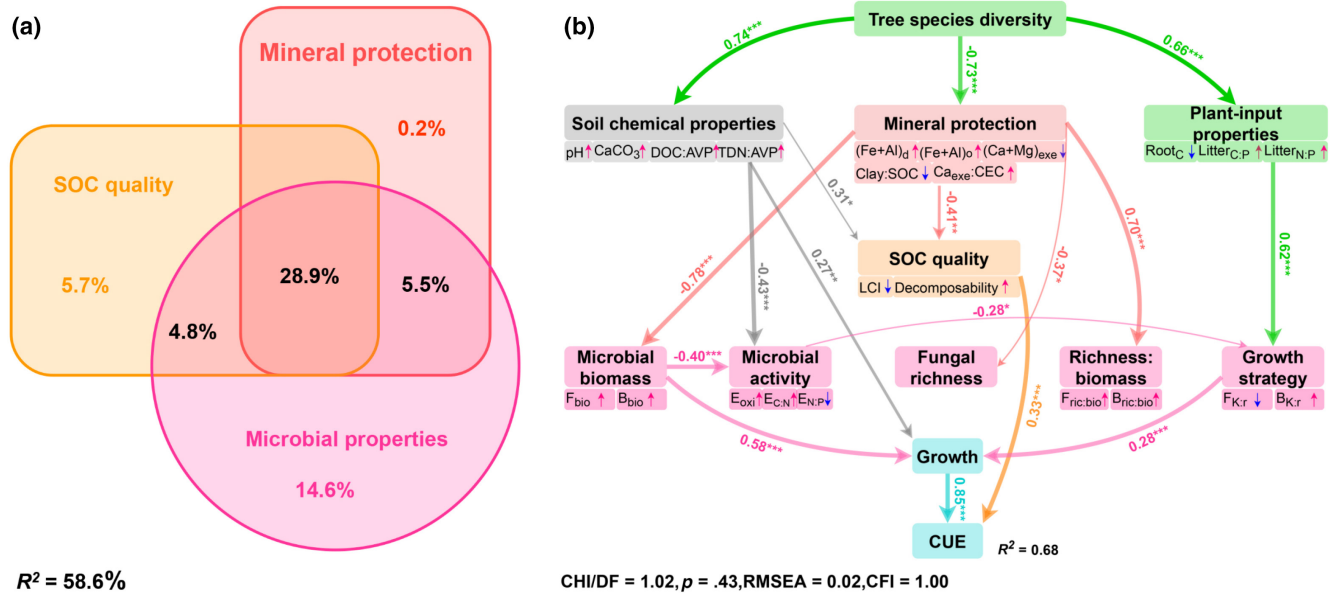 (a)
Mineral protection
0.2%
SOC quality
5.7%
28.9%
5.5%
4.8%
Microbial properties
14.6%
R² = 58.6%
(b)
Tree species diversity
0.74***
-0.73***
0.66***
Soil chemical properties
pH↑ CaCO₃↑ DOC:AVP↑ TDN:AVP↑
Mineral protection
(Fe+Al)d↑ (Fe+Al)o↑ (Ca+Mg)exe↓
Clay:SOC↓ Caexe:CEC↑
Plant-input
properties
RootC↓ LitterC:P↑ LitterN:P↑
0.31*
-0.41**
0.70***
-0.78***
-0.43***
0.27**
-0.37*
0.62***
SOC quality
LCI↓ Decomposability↑
-0.28*
Microbial
biomass
Fbio↑ Bbio↑
-0.40***
Microbial
activity
Eoxi↑ EC:N↑ EN:P↓
Fungal
richness
Richness:
biomass
Fric:bio↑ Bric:bio↑
Growth
strategy
FK:r↓ BK:r↑
0.33***
0.58***
0.28***
Growth
0.85***
CUE
R² = 0.68
CHI/DF = 1.02, p = .43,RMSEA = 0.02,CFI = 1.00